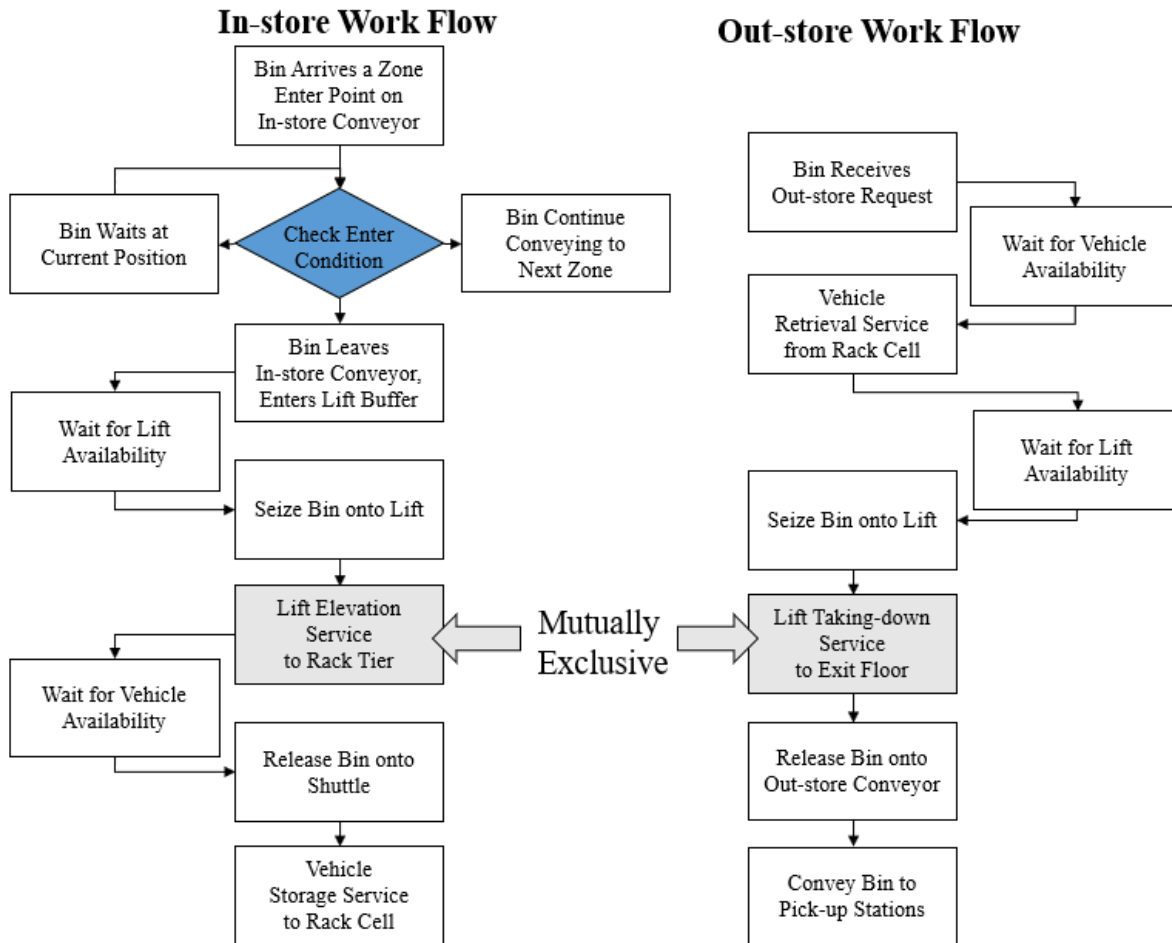 In-store Work Flow
Bin Arrives a Zone
Enter Point on
In-store Conveyor
Bin Waits at
Current Position
Check Enter
Condition
Bin Continue
Conveying to
Next Zone
Bin Leaves
In-store Conveyor,
Enters Lift Buffer
Wait for Lift
Availability
Seize Bin onto Lift
Lift Elevation
Service
to Rack Tier
Wait for Vehicle
Availability
Release Bin onto
Shuttle
Vehicle
Storage Service
to Rack Cell
Mutually
Exclusive
Out-store Work Flow
Bin Receives
Out-store Request
Wait for Vehicle
Availability
Vehicle
Retrieval Service
from Rack Cell
Wait for Lift
Availability
Seize Bin onto Lift
Lift Taking-down
Service
to Exit Floor
Release Bin onto
Out-store Conveyor
Convey Bin to
Pick-up Stations